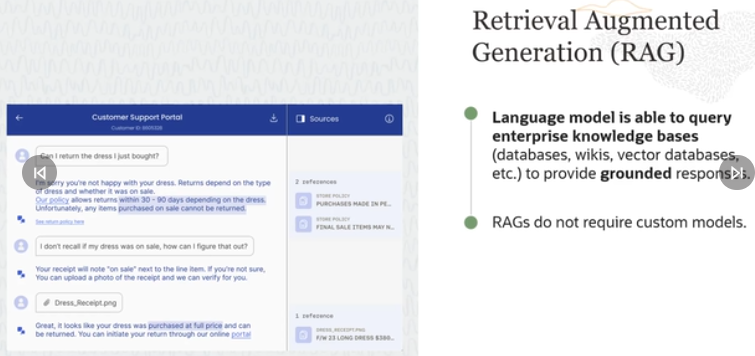 Retrieval Augmented
Generation (RAG)
Customer Support Portal
Customer ID: 8805328
Sources
Can I return the dress I just bought?
I'm sorry you're not happy with your dress. Returns depend on the type
of dress and whether it was on sale.
Our policy allows returns within 30 - 90 days depending on the dress.
Unfortunately, any items purchased on sale cannot be returned.
See return policy here
I don't recall if my dress was on sale, how can I figure that out?
Your receipt will note "on sale" next to the line item. If you're not sure,
You can upload a photo of the receipt and we can verify for you.
Dress_Receipt.png
Great, it looks like your dress was purchased at full price and can
be returned. You can initiate your return through our online portal
2 references
STORE POLICY
PURCHASES MADE IN PE...
STORE POLICY
FINAL SALE ITEMS MAY N...
1 reference
DRESS_RECEIPT.PNG
F/W 23 LONG DRESS $380...
Language model is able to query
enterprise knowledge bases
(databases, wikis, vector databases,
etc.) to provide grounded responses.
RAGs do not require custom models.